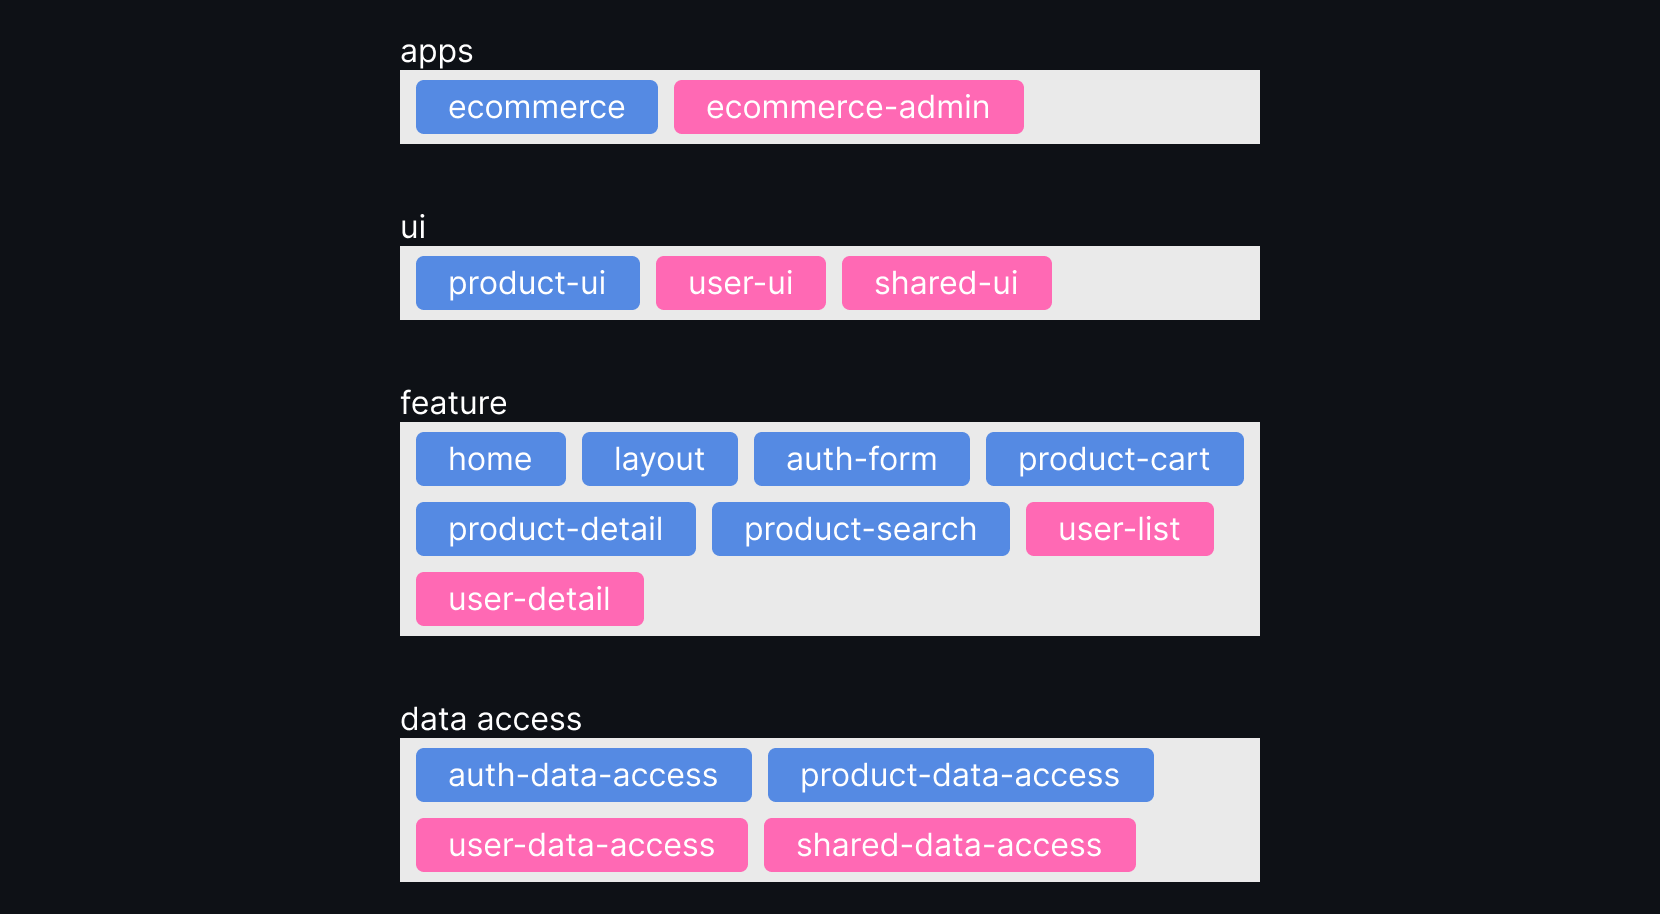 apps
ecommerce ecommerce-admin
ui
product-ui user-ui shared-ui
feature
home layout auth-form product-cart
product-detail product-search user-list
user-detail
data access
auth-data-access product-data-access
user-data-access shared-data-access